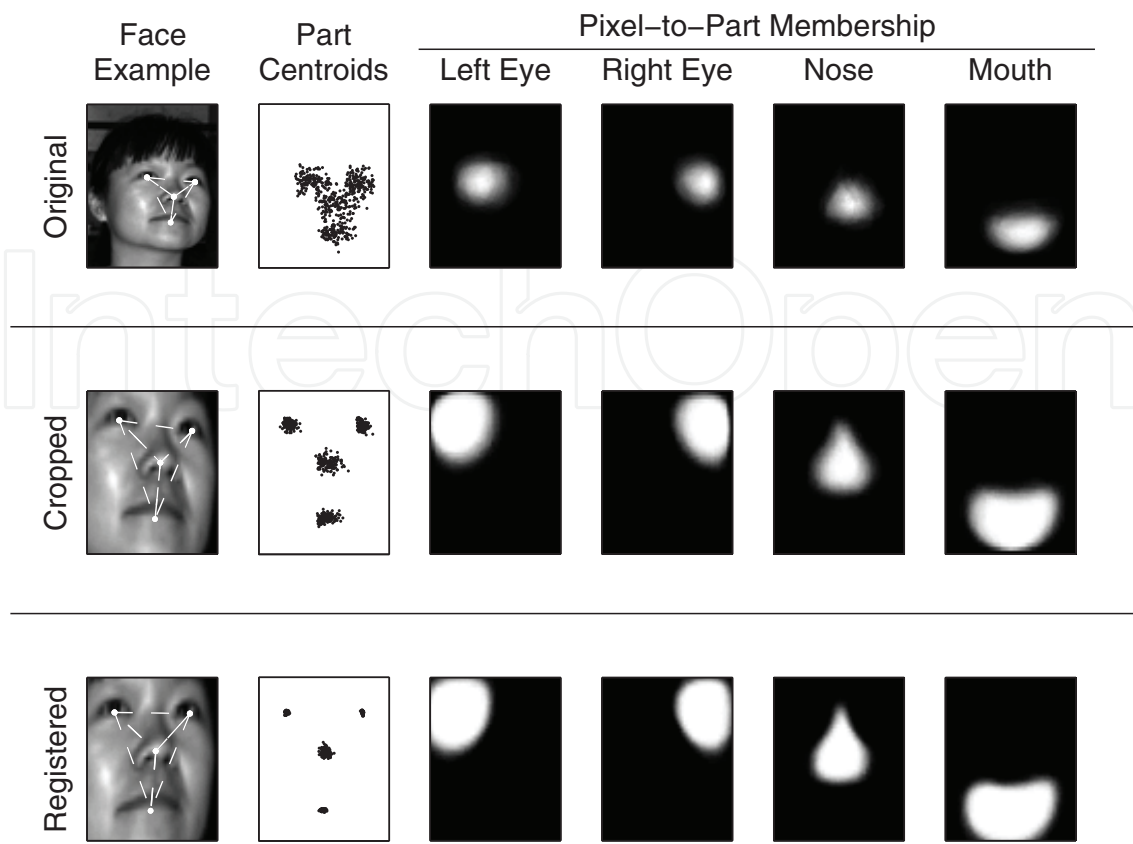 Pixel–to–Part Membership
Face Example
Part Centroids
Left Eye
Right Eye
Nose
Mouth
Original
IntechOpen
Cropped
Registered